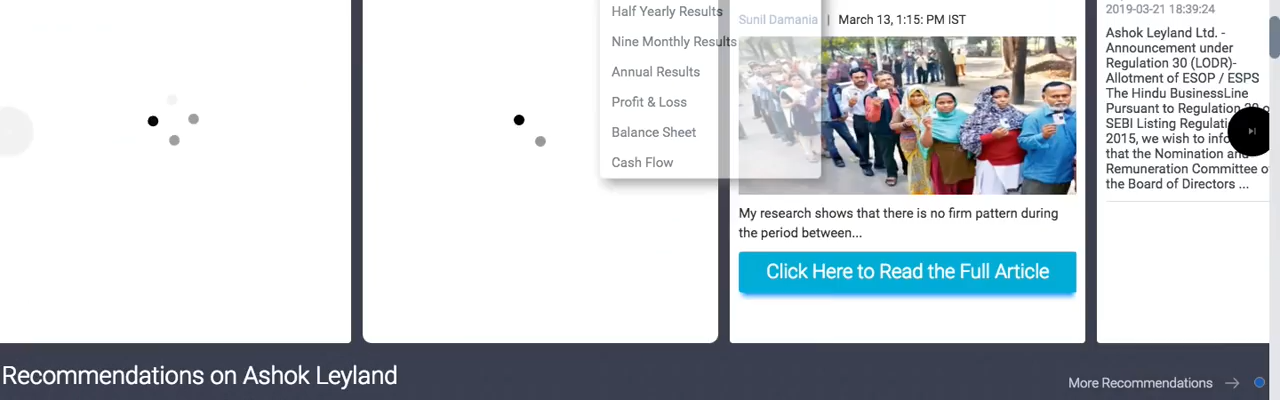 Half Yearly Results
Nine Monthly Results
Annual Results
Profit & Loss
Balance Sheet
Cash Flow
Sunil Damania | March 13, 1:15: PM IST
My research shows that there is no firm pattern during
the period between...
Click Here to Read the Full Article
2019-03-21 18:39:24
Ashok Leyland Ltd. -
Announcement under
Regulation 30 (LODR)-
Allotment of ESOP / ESPS
The Hindu BusinessLine
Pursuant to Regulation 30 of
SEBI Listing
2015, we wish to
that the Nomination and
Remuneration Committee of
the Board of Directors ...
Recommendations on Ashok Leyland
More Recommendations